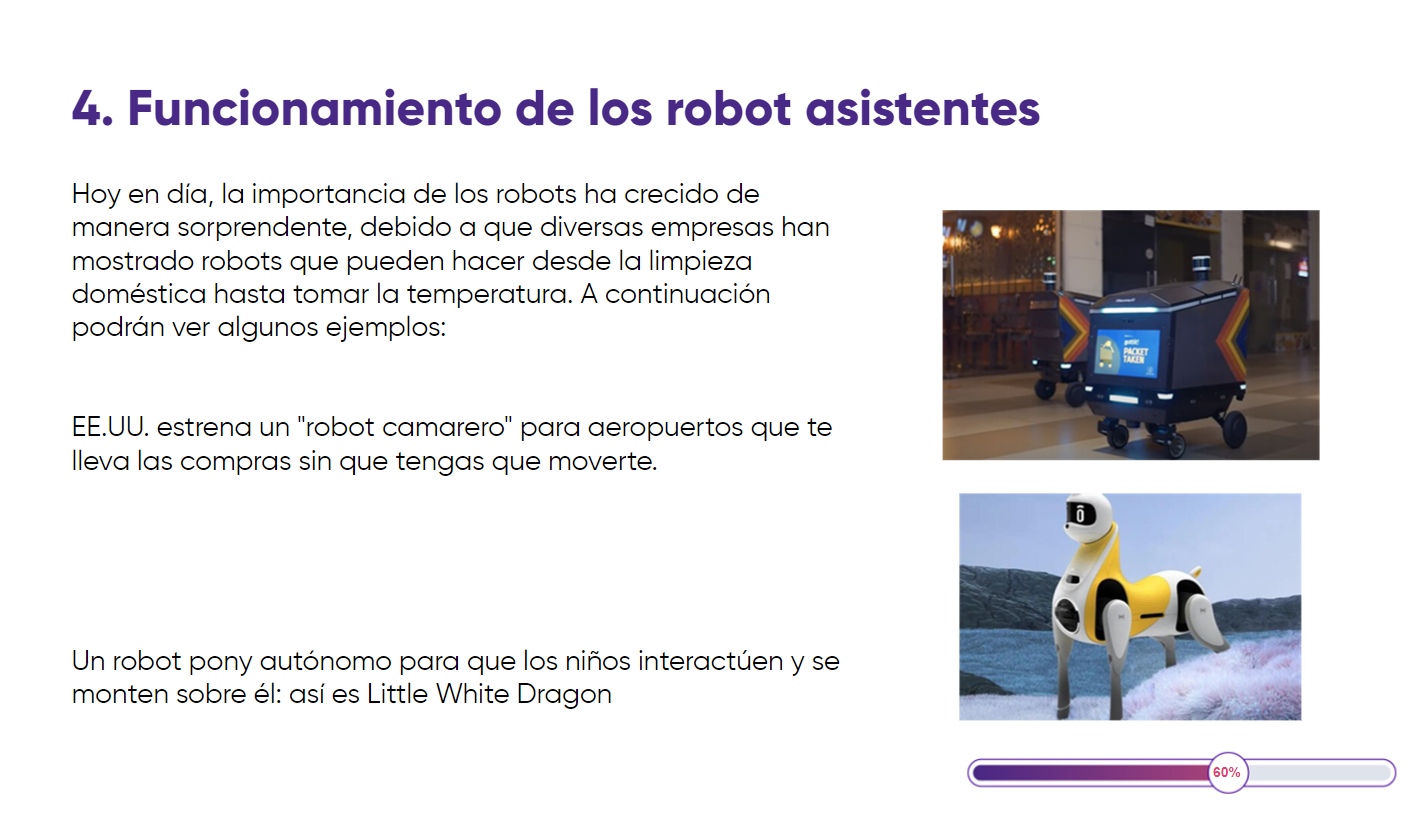 4. Funcionamiento de los robot asistentes
Hoy en día, la importancia de los robots ha crecido de
manera sorprendente, debido a que diversas empresas han
mostrado robots que pueden hacer desde la limpieza
doméstica hasta tomar la temperatura. A continuación
podrán ver algunos ejemplos:
EE.UU. estrena un "robot camarero" para aeropuertos que te
lleva las compras sin que tengas que moverte.
PACKET
TAKEN
Un robot pony autónomo para que los niños interactúen y se
monten sobre él: así es Little White Dragon
60%